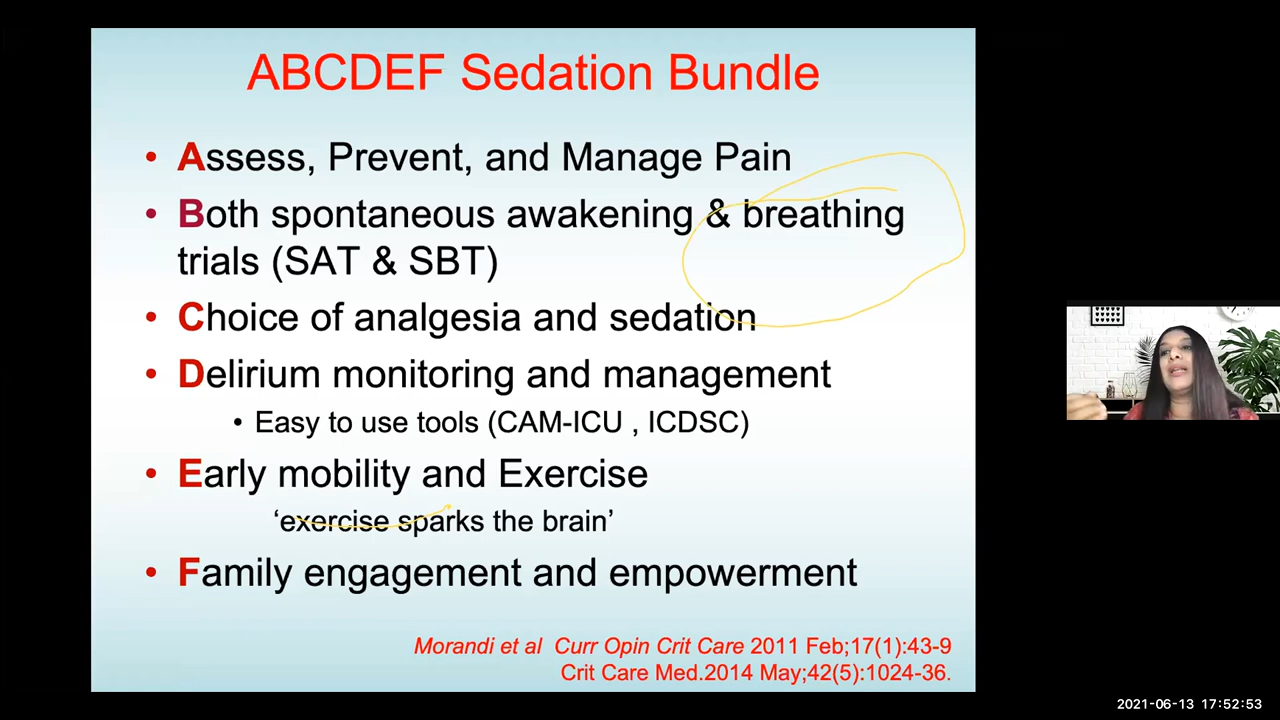 ABCDEF Sedation Bundle
• Assess, Prevent, and Manage Pain
• Both spontaneous awakening & breathing
trials (SAT & SBT)
• Choice of analgesia and sedation
• Delirium monitoring and management
• Easy to use tools (CAM-ICU , ICDSC)
• Early mobility and Exercise
‘exercise sparks the brain’
• Family engagement and empowerment
Morandi et al Curr Opin Crit Care 2011 Feb;17(1):43-9
Crit Care Med.2014 May;42(5):1024-36.
2021-06-13 17:52:53